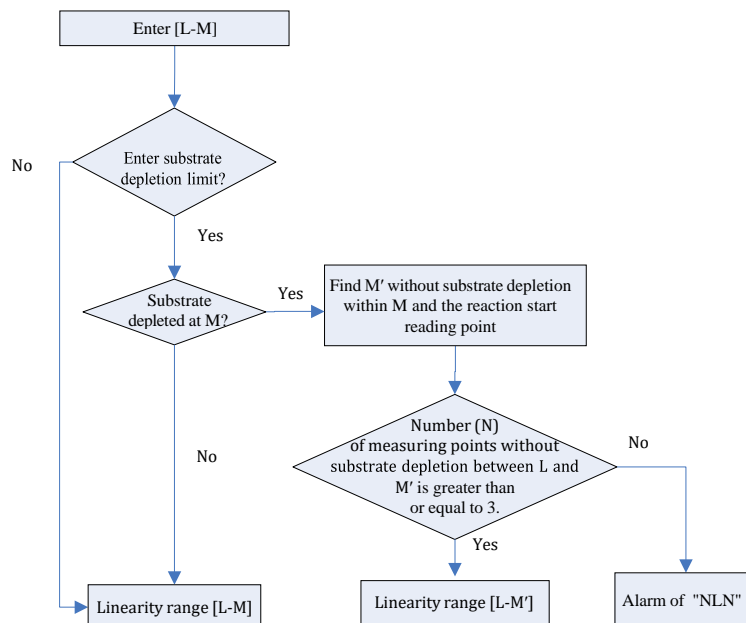 Enter [L-M]
No
Enter substrate
depletion limit?
Yes
Substrate
depleted at M?
Yes
Find M′ without substrate depletion
within M and the reaction start
reading point
No
Number (N)
of measuring points without
substrate depletion between L and
M′ is greater than
or equal to 3.
No
Yes
Linearity range [L-M]
Linearity range [L-M′]
Alarm of "NLN"